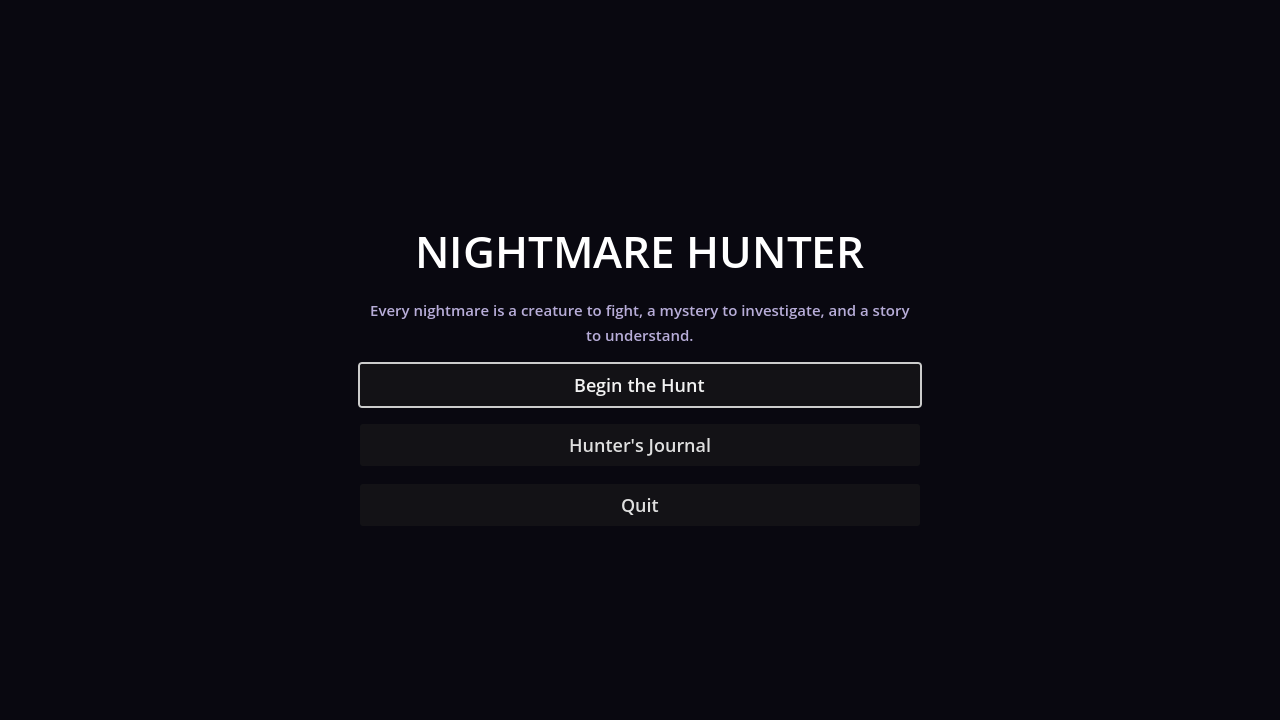 NIGHTMARE HUNTER
Every nightmare is a creature to fight, a mystery to investigate, and a story
to understand.
Begin the Hunt
Hunter's Journal
Quit